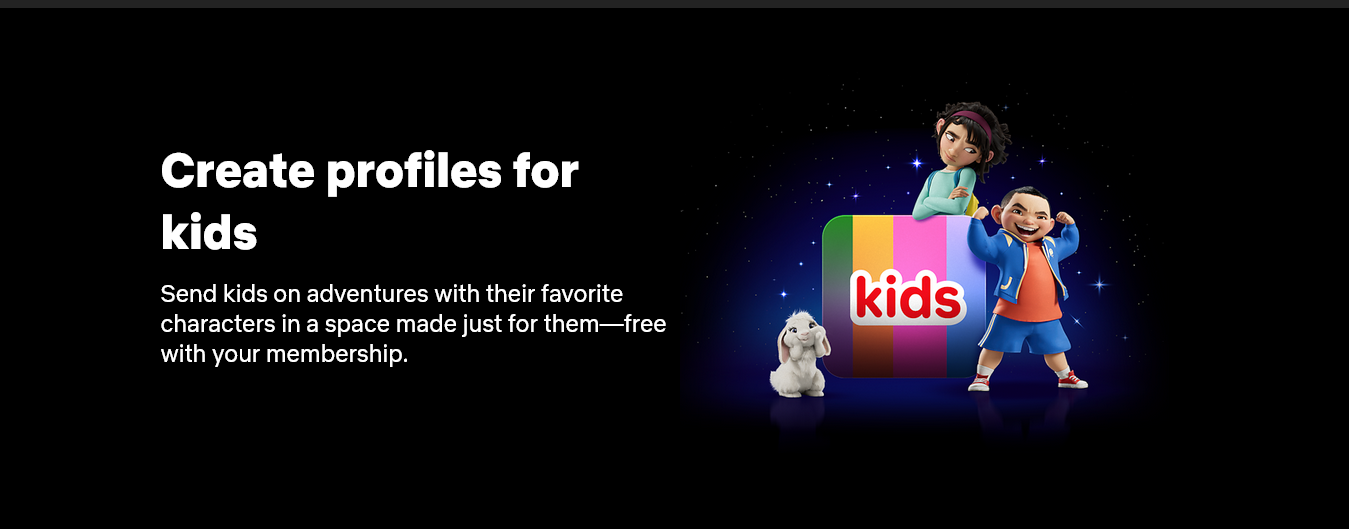 Create profiles for
kids
Send kids on adventures with their favorite
characters in a space made just for them—free
with your membership.
kids